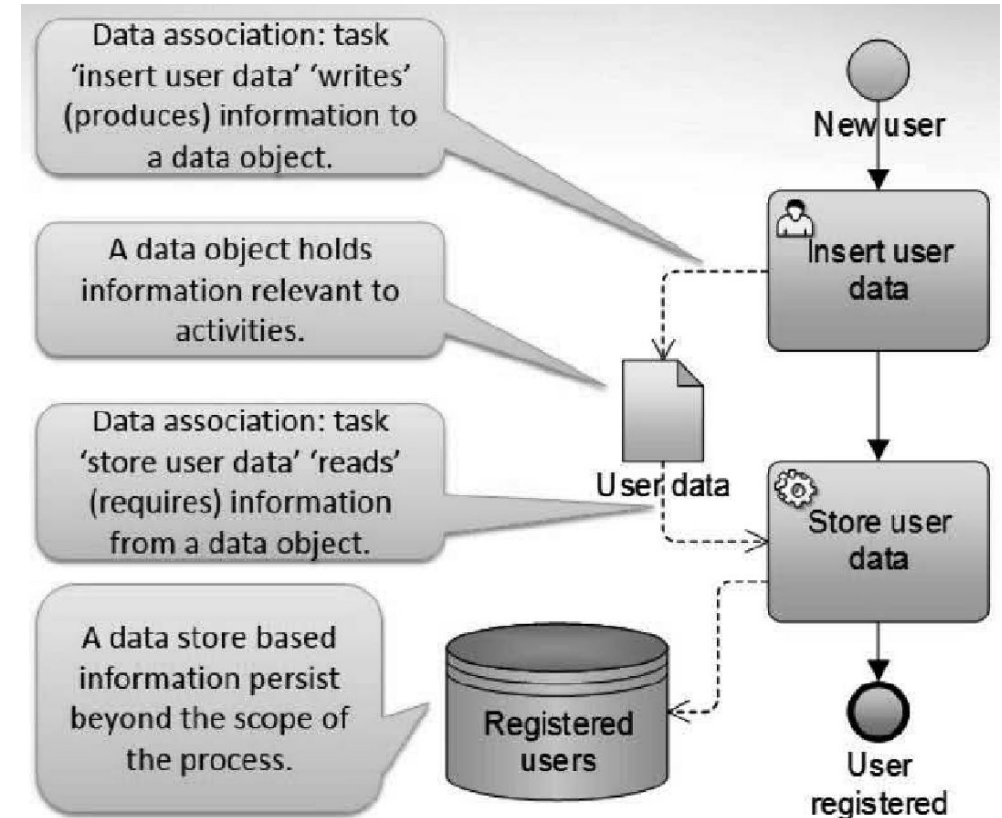 Data association: task
‘insert user data’ ‘writes’
(produces) information to
a data object.
New user
Insert user
data
A data object holds
information relevant to
activities.
User data
Data association: task
‘store user data’ ‘reads’
(requires) information
from a data object.
Store user
data
A data store based
information persist
beyond the scope of
the process.
Registered
users
User
registered